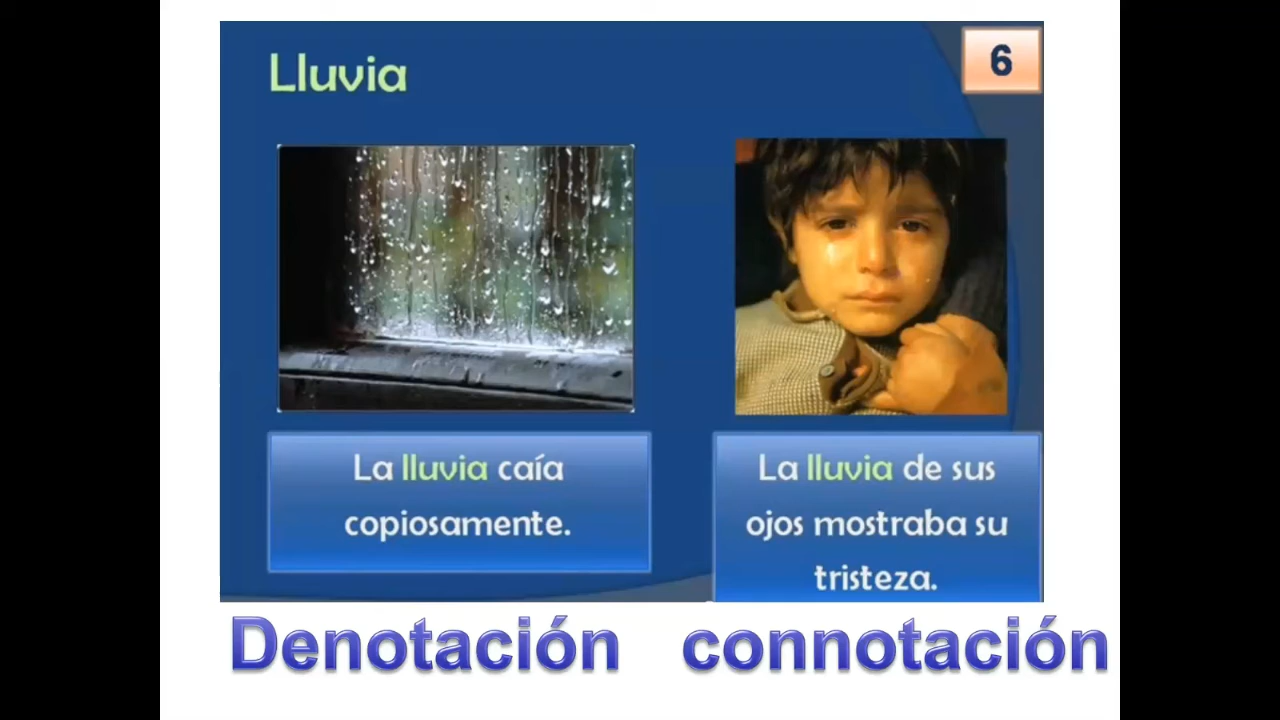 Lluvia
6
La lluvia caía
copiosamente.
La lluvia de sus
ojos mostraba su
tristeza.
Denotación
connotación